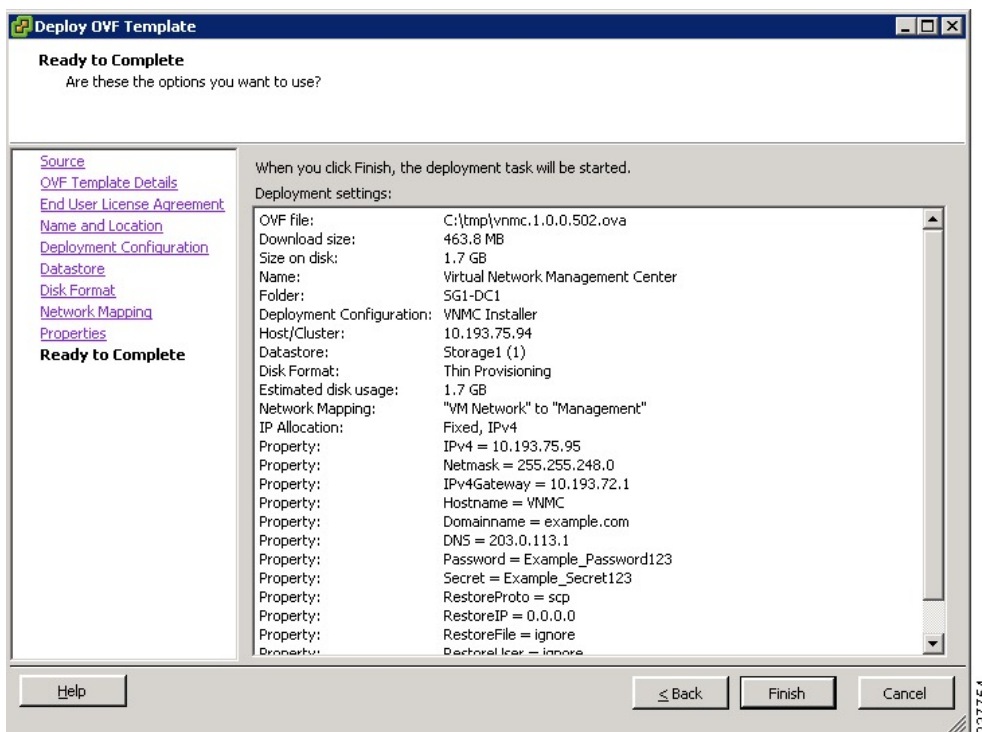 Deploy OVF Template
Ready to Complete
Are these the options you want to use?
Source
OVF Template Details
End User License Agreement
Name and Location
Deployment Configuration
Datastore
Disk Format
Network Mapping
Properties
Ready to Complete
When you click Finish, the deployment task will be started.
Deployment settings:
OVF file: C:\tmp\vnmc.1.0.0.502.ova
Download size: 463.8 MB
Size on disk: 1.7 GB
Name: Virtual Network Management Center
Folder: SG1-DC1
Deployment Configuration: VNMC Installer
Host/Cluster: 10.193.75.94
Datastore: Storage1 (1)
Disk Format: Thin Provisioning
Estimated disk usage: 1.7 GB
Network Mapping: "VM Network" to "Management"
IP Allocation: Fixed, IPv4
Property: IPv4 = 10.193.75.95
Property: Netmask = 255.255.248.0
Property: IPv4Gateway = 10.193.72.1
Property: Hostname = VNMC
Property: Domainname = example.com
Property: DNS = 203.0.113.1
Property: Password = Example_Password123
Property: Secret = Example_Secret123
Property: RestoreProto = scp
Property: RestoreIP = 0.0.0.0
Property: RestoreFile = ignore
Property: RestoreUser = ignore
Help
< Back
Finish
Cancel